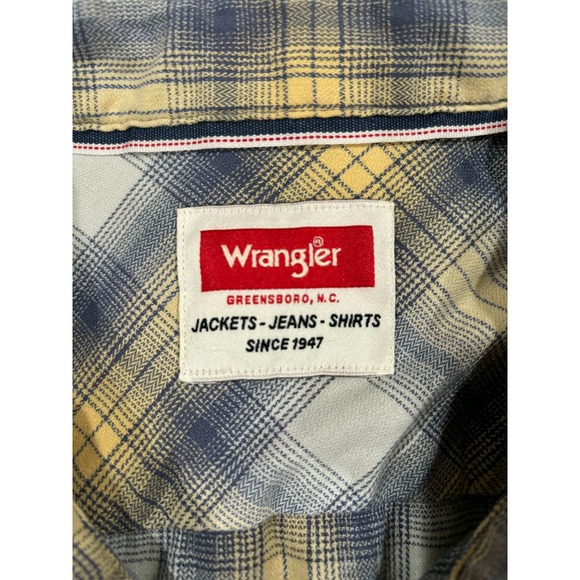 Wrangler®
GREENSBORO, N.C.
JACKETS - JEANS - SHIRTS
SINCE 1947